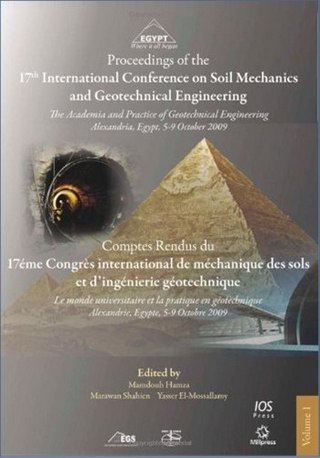 EGYPT
Where it all began
Proceedings of the
17th International Conference on Soil Mechanics
and Geotechnical Engineering
The Academia and Practice of Geotechnical Engineering
Alexandria, Egypt, 5-9 October 2009
Comptes Rendus du
17éme Congrès international de méchanique des sols
et d'ingénierie géotechnique
Le monde universitaire et la pratique en géotechnique
Alexandrie, Egypte, 5-9 Octobre 2009
Edited by
Mamdouh Hamza
Marawan Shahien Yasser El-Mossallamy
IOS
Press
Millpress
EGS
Volume 1